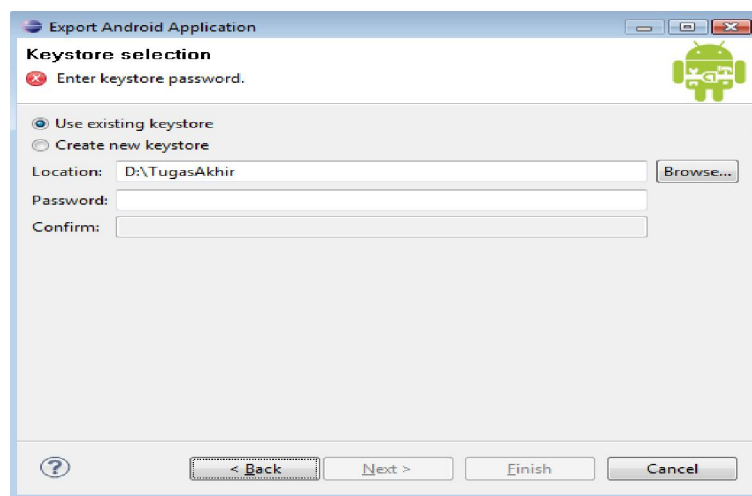 Export Android Application
Keystore selection
Enter keystore password.
Use existing keystore
Create new keystore
Location: D:\TugasAkhir Browse...
Password:
Confirm:
? < Back Next > Finish Cancel